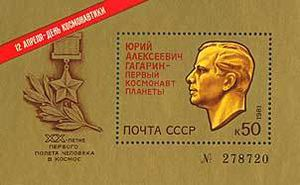 12 АПРЕЛЯ-ДЕНЬ КОСМОНАВТИКИ
ЮРИЙ
АЛЕКСЕЕВИЧ
ГАГАРИН-
ПЕРВЫЙ
КОСМОНАВТ
ПЛАНЕТЫ
1981
ПОЧТА СССР
К50
XX-ЛЕТИЕ
ПЕРВОГО
ПОЛЕТА ЧЕЛОВЕКА
В КОСМОС
№ 278720